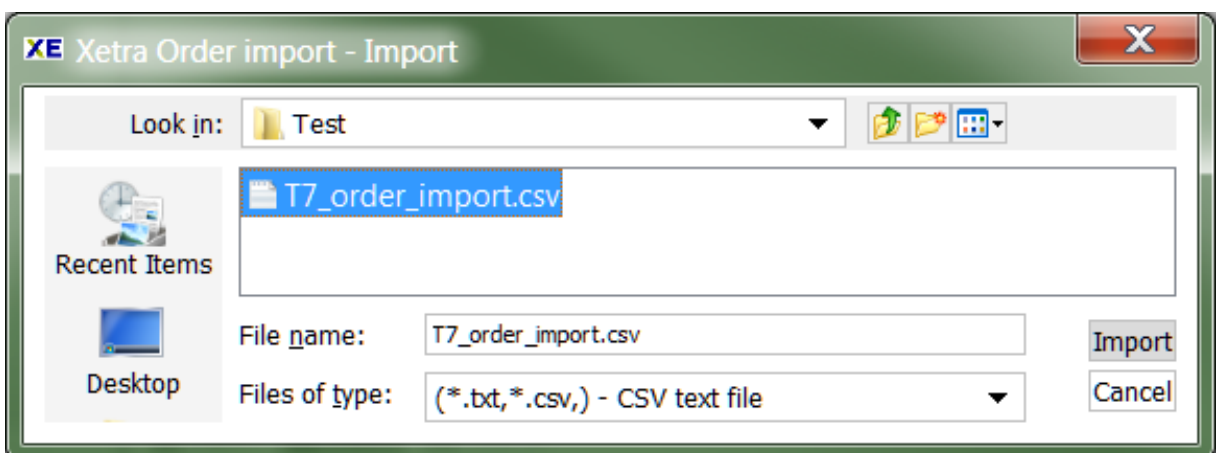 XE Xetra Order import - Import
Look in: Test
T7_order_import.csv
Recent Items
Desktop
File name: T7_order_import.csv
Import
Files of type: (*.txt,*.csv,) - CSV text file
Cancel